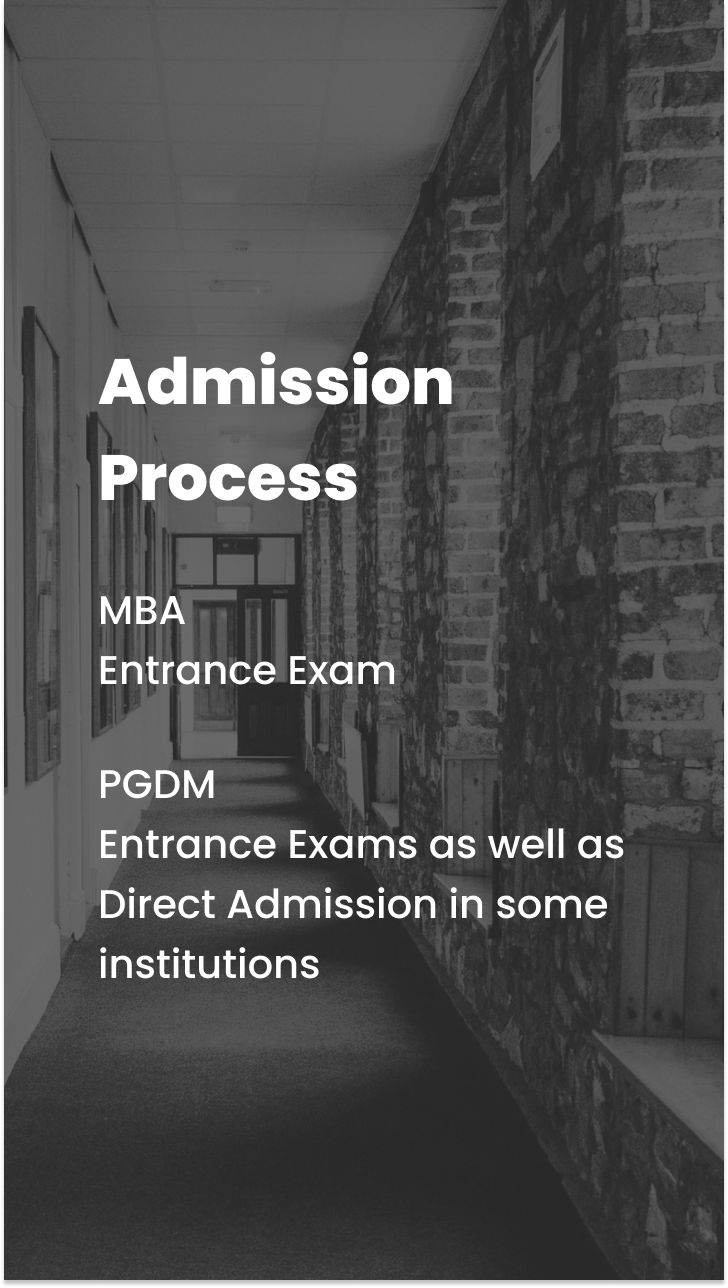 Admission
Process
MBA
Entrance Exam
PGDM
Entrance Exams as well as
Direct Admission in some
institutions